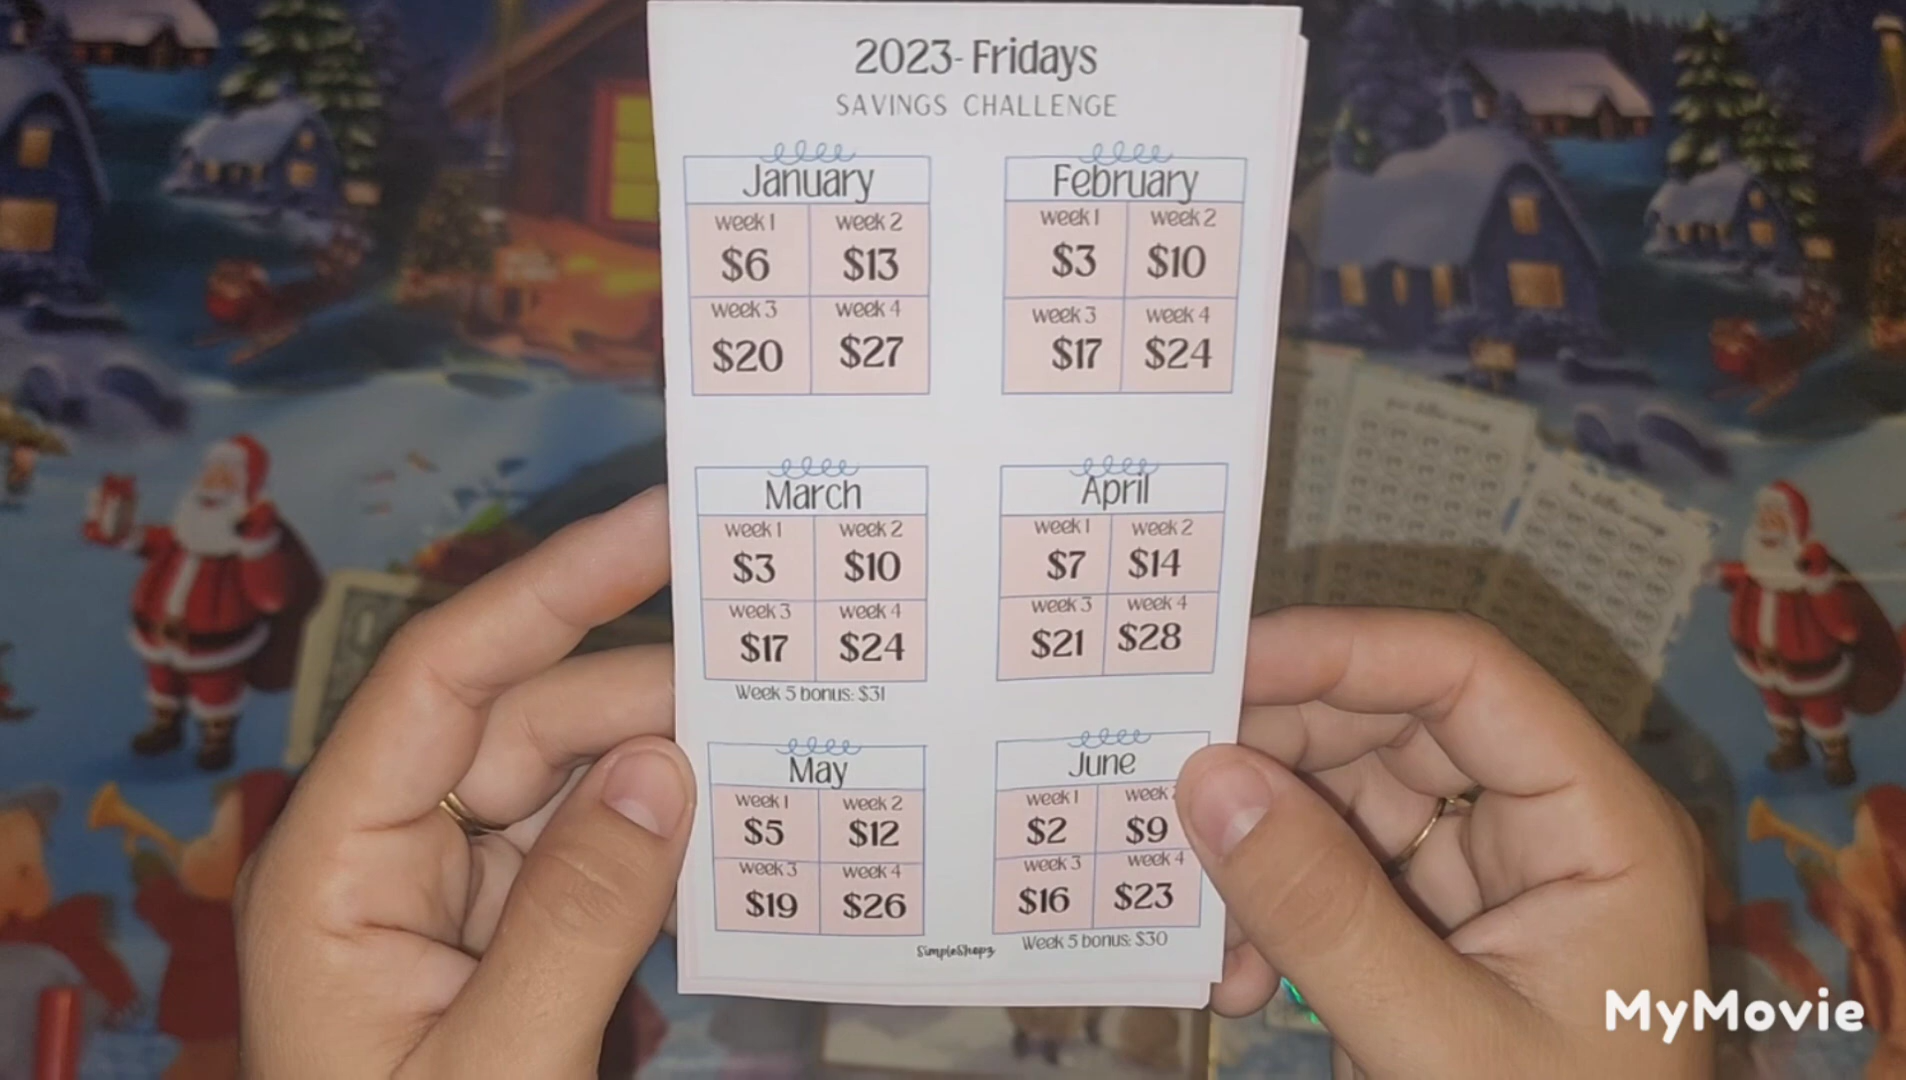 2023- Fridays
SAVINGS CHALLENGE
January
week 1 week 2
$6 $13
week 3 week 4
$20 $27
February
week 1 week 2
$3 $10
week 3 week 4
$17 $24
March
week 1 week 2
$3 $10
week 3 week 4
$17 $24
Week 5 bonus: $31
April
week 1 week 2
$7 $14
week 3 week 4
$21 $28
May
week 1 week 2
$5 $12
week 3 week 4
$19 $26
June
week 1 week
$2 $9
week 3 week 4
$16 $23
Week 5 bonus: $30
SimpleShopz
MyMovie